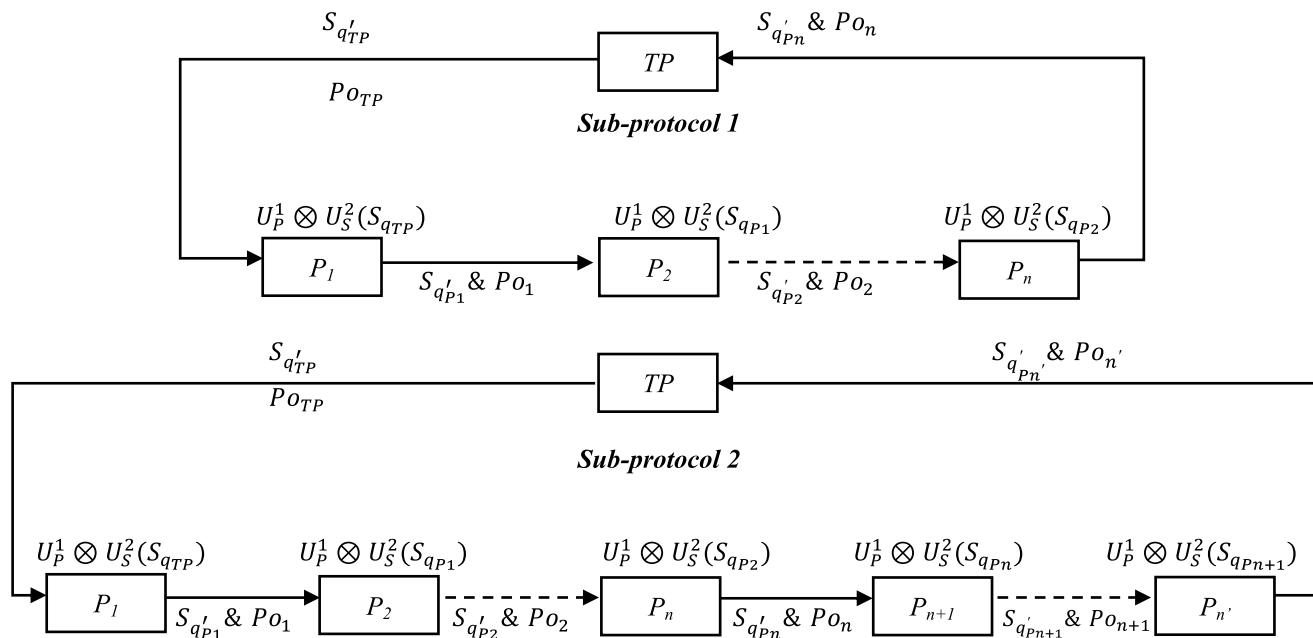 S_{q'_{TP}} S_{q'_{Pn}} & Po_n
TP
Po_{TP}
Sub-protocol 1
U_P^1 ⊗ U_S^2(S_{q_{TP}}) U_P^1 ⊗ U_S^2(S_{q_{P1}}) U_P^1 ⊗ U_S^2(S_{q_{P2}})
P_1 P_2 P_n
S_{q'_{P1}} & Po_1 S_{q'_{P2}} & Po_2
S_{q'_{TP}} S_{q'_{Pn'}} & Po_{n'}
TP
Po_{TP}
Sub-protocol 2
U_P^1 ⊗ U_S^2(S_{q_{TP}}) U_P^1 ⊗ U_S^2(S_{q_{P1}}) U_P^1 ⊗ U_S^2(S_{q_{P2}}) U_P^1 ⊗ U_S^2(S_{q_{Pn}}) U_P^1 ⊗ U_S^2(S_{q_{Pn+1}})
P_1 P_2 P_n P_{n+1} P_{n'}
S_{q'_{P1}} & Po_1 S_{q'_{P2}} & Po_2 S_{q'_{Pn}} & Po_n S_{q'_{Pn+1}} & Po_{n+1}